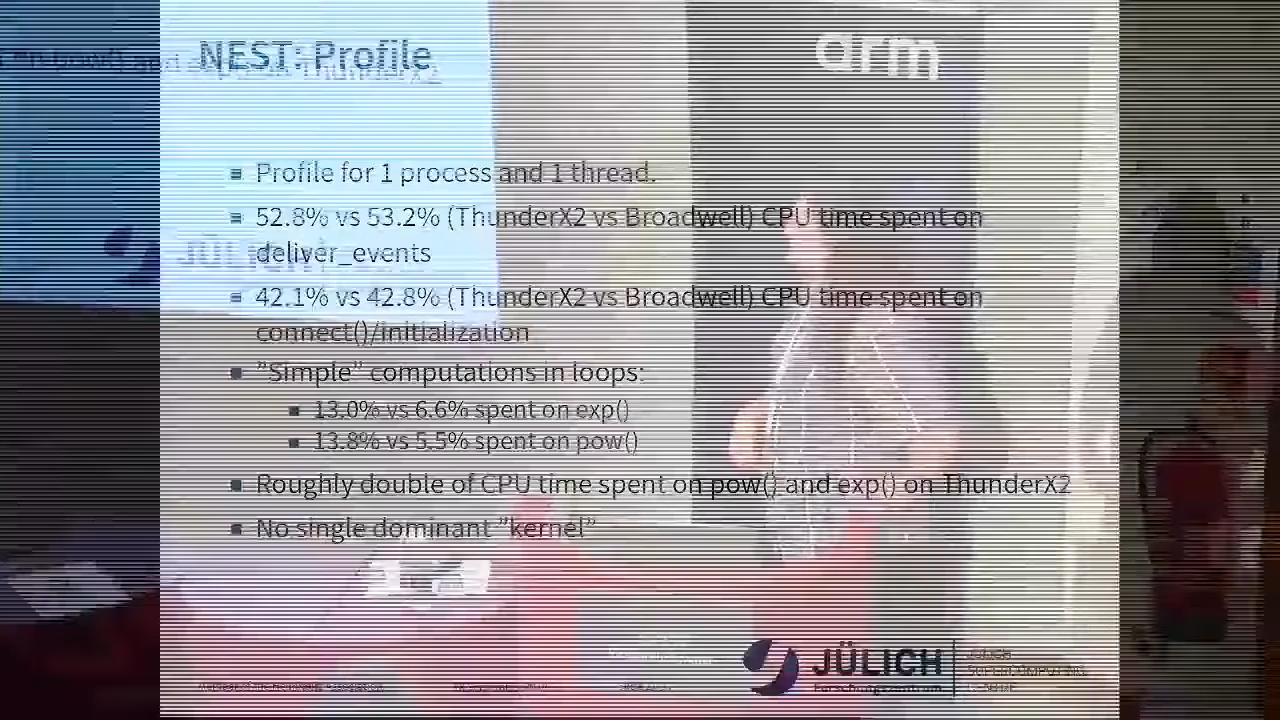 NEST: Profile
arm
Profile for 1 process and 1 thread.
52.8% vs 53.2% (ThunderX2 vs Broadwell) CPU time spent on
deliver_events
42.1% vs 42.8% (ThunderX2 vs Broadwell) CPU time spent on
connect()/initialization
"Simple" computations in loops:
13.0% vs 6.6% spent on exp()
13.8% vs 5.5% spent on pow()
Roughly double of CPU time spent on pow() and exp() on ThunderX2
No single dominant "kernel"
JÜLICH
Forschungszentrum
JÜLICH
SUPERCOMPUTING
CENTRE